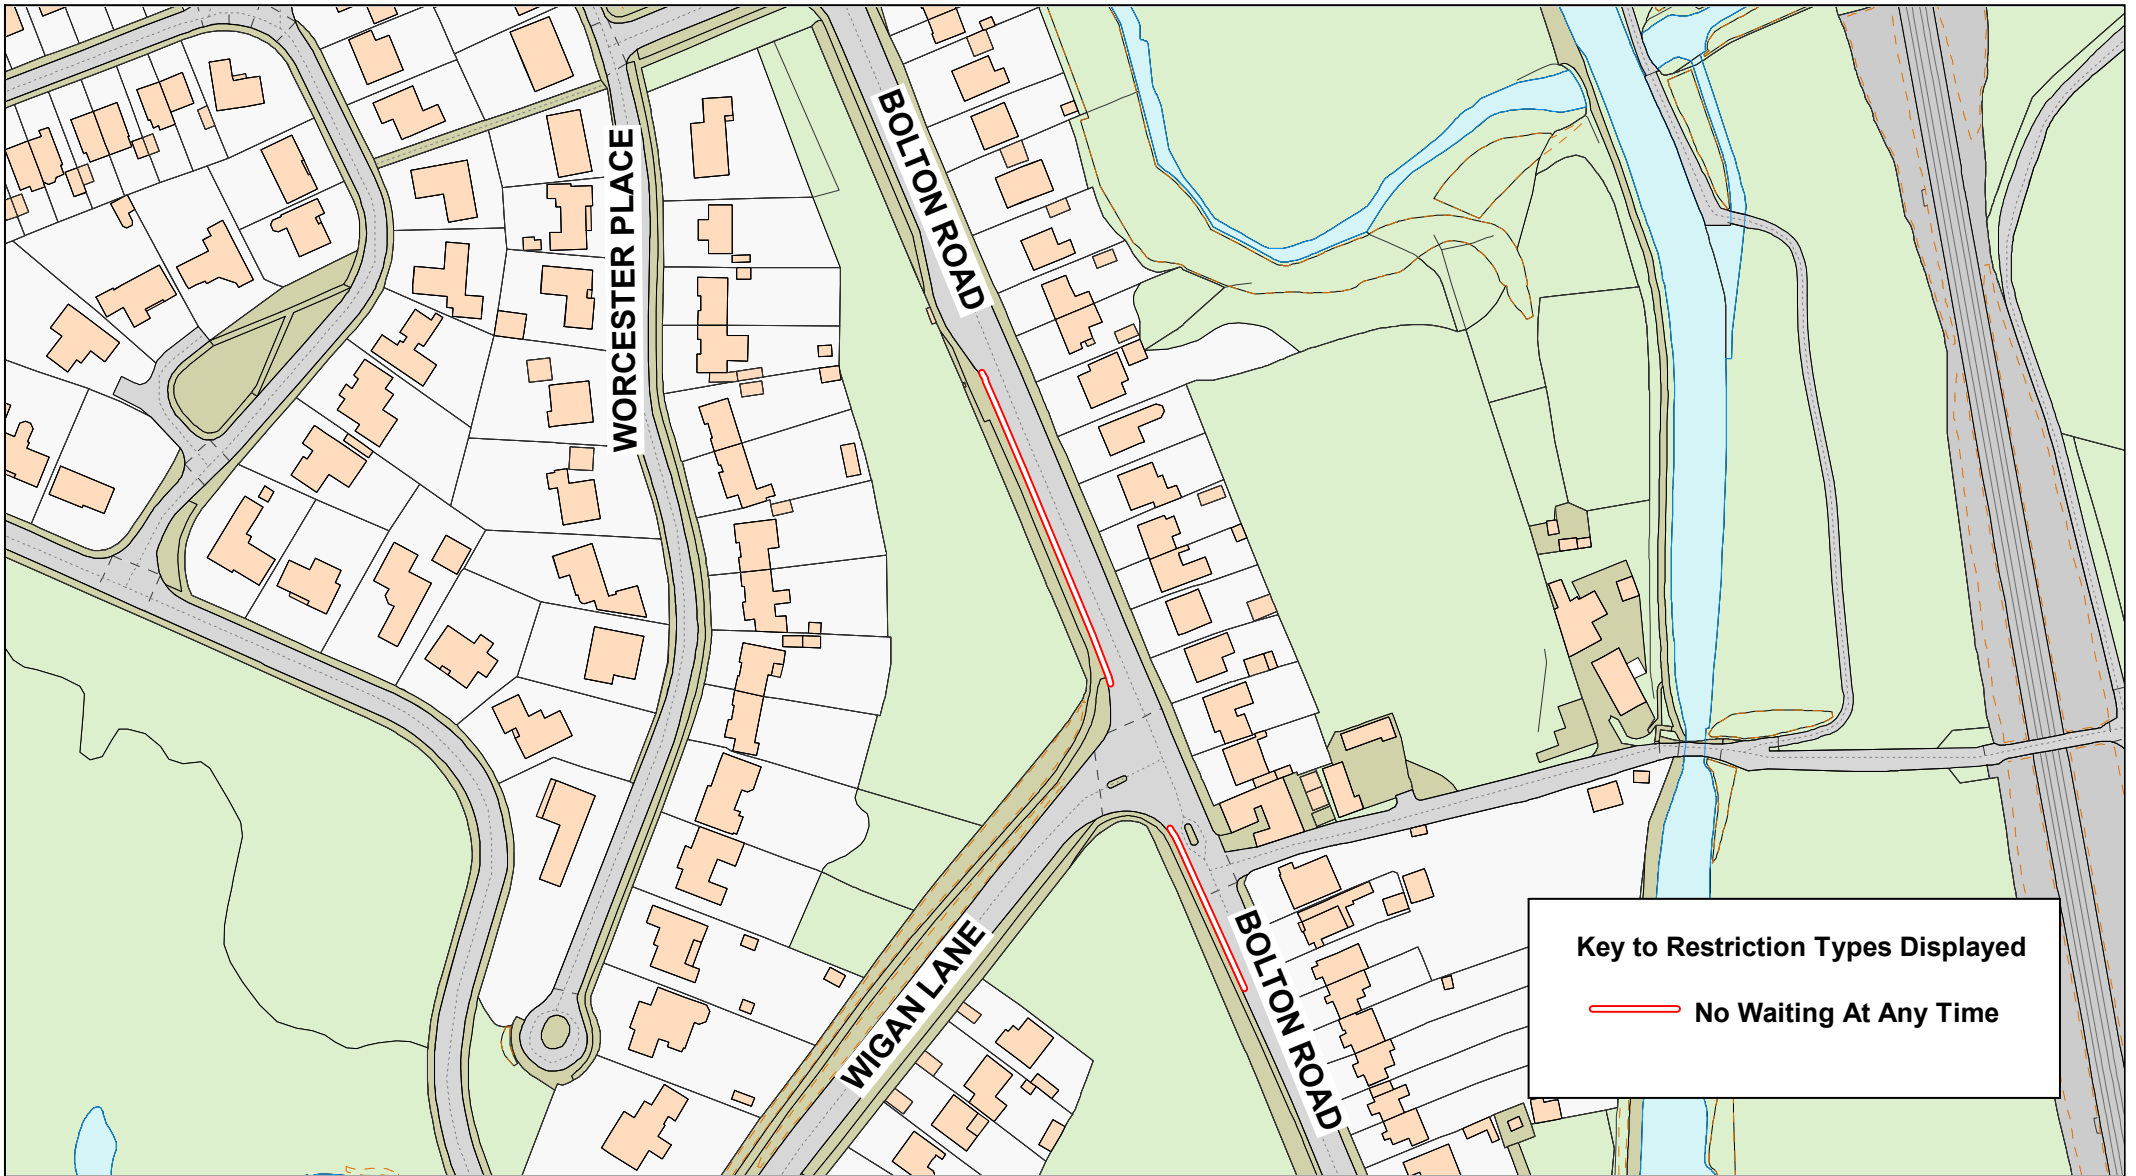 WORCESTER PLACE
BOLTON ROAD
WIGAN LANE
BOLTON ROAD
Key to Restriction Types Displayed
No Waiting At Any Time